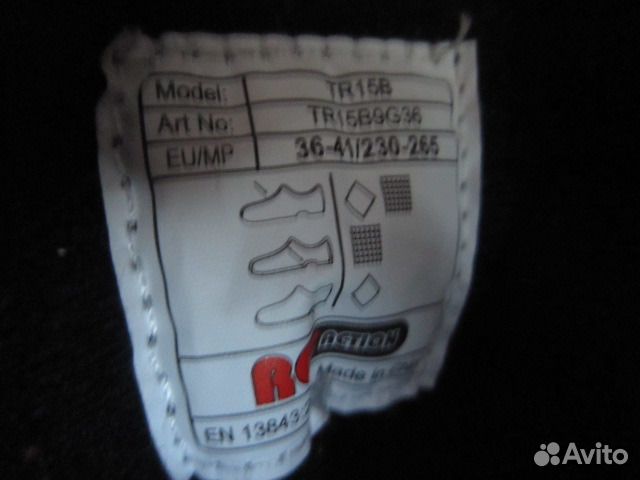 Model: TR15B
Art No: TR15B9G36
EU/MP 36-41/230-265
ACTION
Made in
EN 13843:
Avito